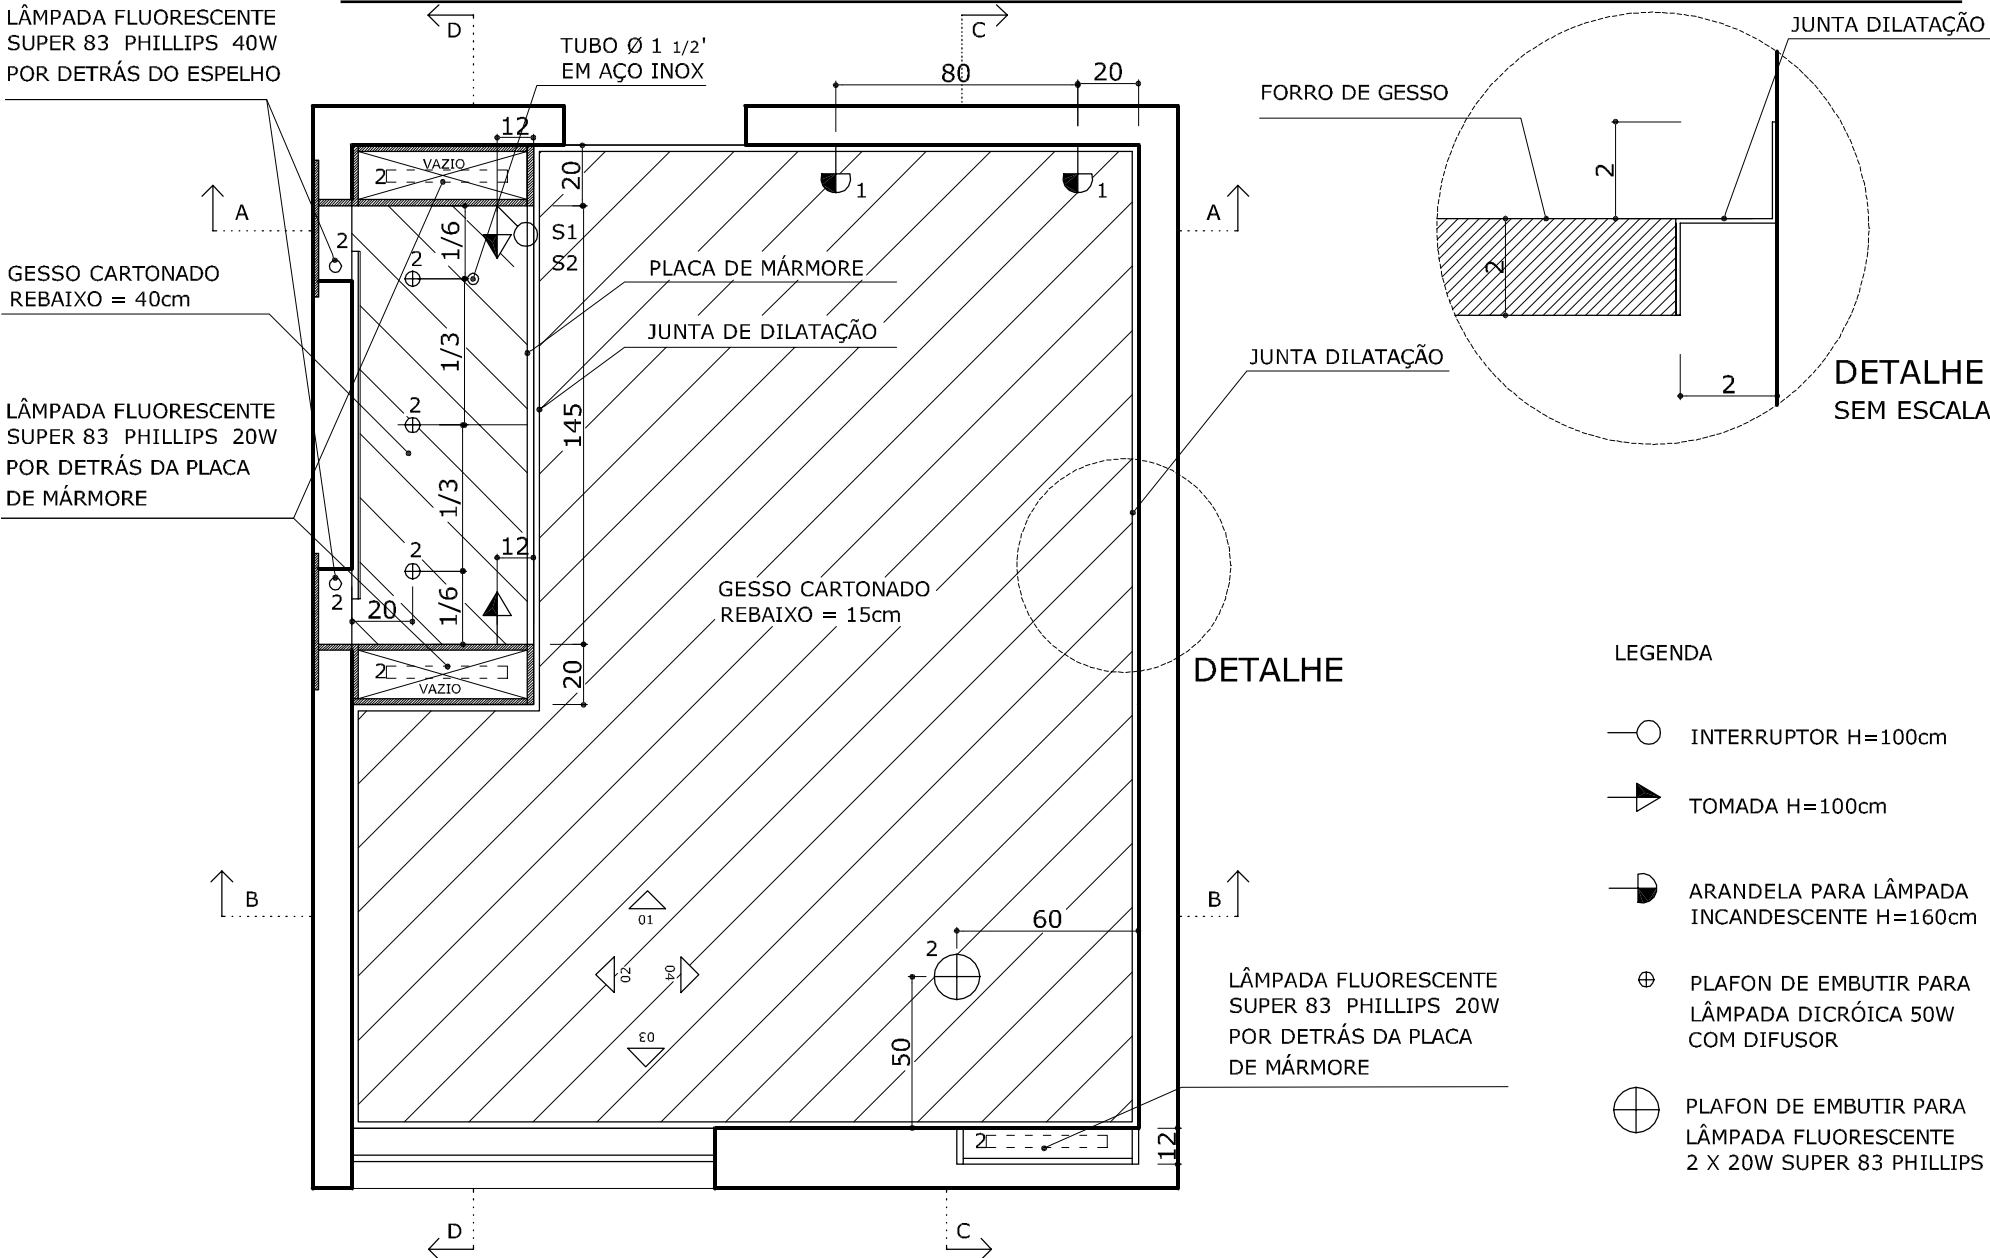 LÂMPADA FLUORESCENTE
SUPER 83 PHILLIPS 40W
POR DETRÁS DO ESPELHO
D
TUBO Ø 1 1/2'
EM AÇO INOX
C
80
20
JUNTA DILATAÇÃO
FORRO DE GESSO
2
2
2
DETALHE
SEM ESCALA
12
VAZIO
2
20
1
1
A
A
1/6
S1
S2
2
2
PLACA DE MÁRMORE
GESSO CARTONADO
REBAIXO = 40cm
1/3
JUNTA DE DILATAÇÃO
JUNTA DILATAÇÃO
LÂMPADA FLUORESCENTE
SUPER 83 PHILLIPS 20W
POR DETRÁS DA PLACA
DE MÁRMORE
2
145
1/3
12
2
2
20
1/6
GESSO CARTONADO
REBAIXO = 15cm
2
VAZIO
20
DETALHE
LEGENDA
INTERRUPTOR H=100cm
TOMADA H=100cm
ARANDELA PARA LÂMPADA
INCANDESCENTE H=160cm
PLAFON DE EMBUTIR PARA
LÂMPADA DICRÓICA 50W
COM DIFUSOR
PLAFON DE EMBUTIR PARA
LÂMPADA FLUORESCENTE
2 X 20W SUPER 83 PHILLIPS
B
B
01
02
04
03
60
2
50
LÂMPADA FLUORESCENTE
SUPER 83 PHILLIPS 20W
POR DETRÁS DA PLACA
DE MÁRMORE
2
12
D
C